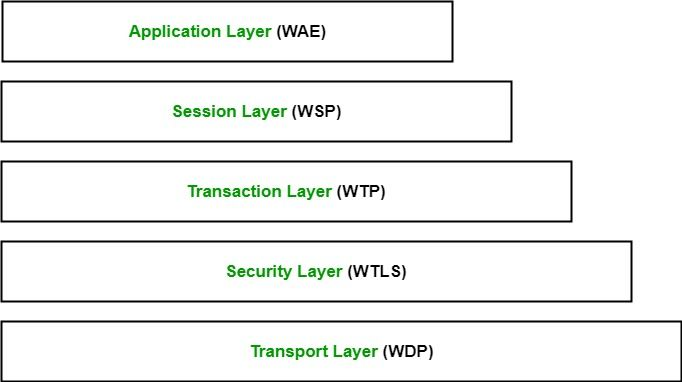 Application Layer (WAE)
Session Layer (WSP)
Transaction Layer (WTP)
Security Layer (WTLS)
Transport Layer (WDP)